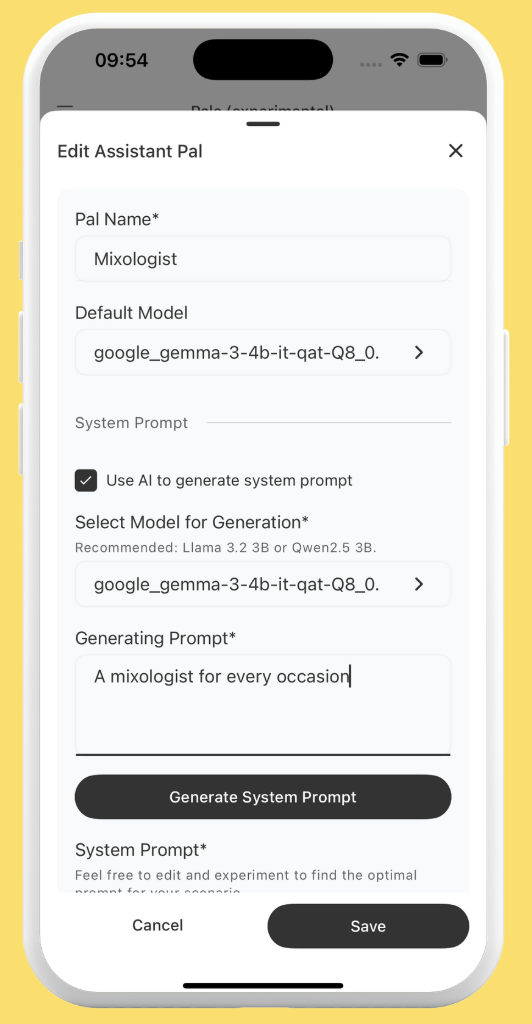 09:54
Pals (experimental)
Edit Assistant Pal
Pal Name*
Mixologist
Default Model
google_gemma-3-4b-it-qat-Q8_0.
System Prompt
Use AI to generate system prompt
Select Model for Generation*
Recommended: Llama 3.2 3B or Qwen2.5 3B.
google_gemma-3-4b-it-qat-Q8_0.
Generating Prompt*
A mixologist for every occasion
Generate System Prompt
System Prompt*
Feel free to edit and experiment to find the optimal
prompt for your scenario
Cancel
Save